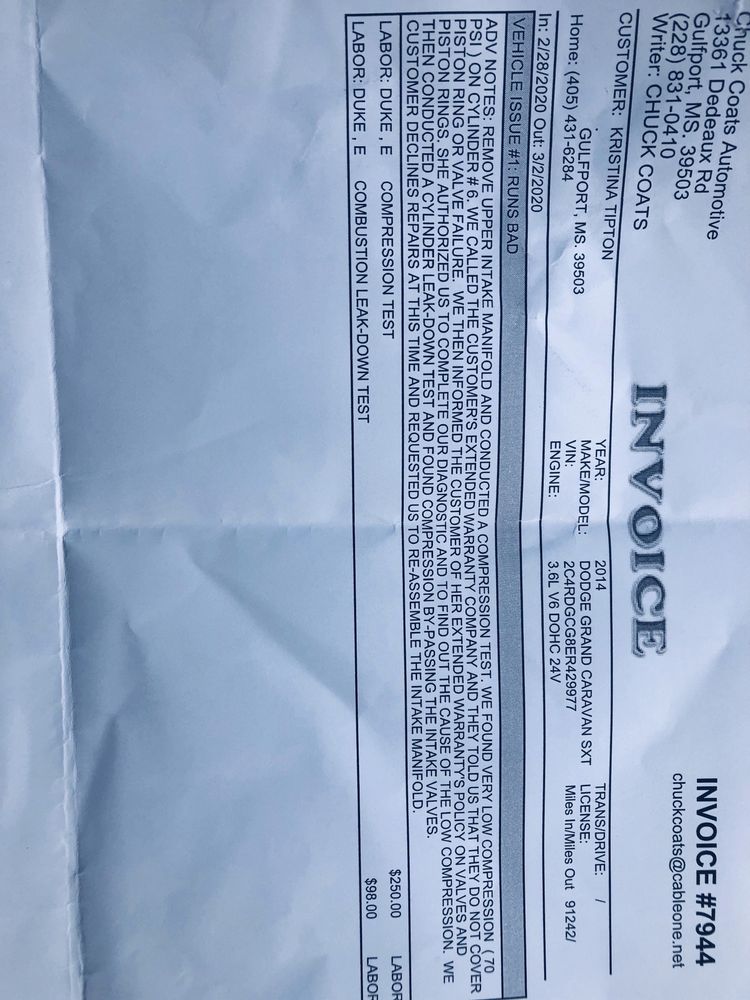 Chuck Coats Automotive
13361 Dedeaux Rd
Gulfport, MS. 39503
(228) 831-0410
Writer: CHUCK COATS
INVOICE
INVOICE #7944
chuckcoats@cableone.net
CUSTOMER: KRISTINA TIPTON
GULFPORT, MS. 39503
Home: (405) 431-6284
YEAR: 2014
MAKE/MODEL: DODGE GRAND CARAVAN SXT
VIN: 2C4RDGCG8ER429977
ENGINE: 3.6L V6 DOHC 24V
TRANS/DRIVE: /
LICENSE:
Miles In/Miles Out 91242/
In: 2/28/2020 Out: 3/2/2020
VEHICLE ISSUE #1: RUNS BAD
ADV NOTES: REMOVE UPPER INTAKE MANIFOLD AND CONDUCTED A COMPRESSION TEST. WE FOUND VERY LOW COMPRESSION ( 70
PSI ) ON CYLINDER # 6. WE CALLED THE CUSTOMER'S EXTENDED WARRANTY COMPANY AND THEY TOLD US THAT THEY DO NOT COVER
PISTON RING OR VALVE FAILURE. WE THEN INFORMED THE CUSTOMER OF HER EXTENDED WARRANTY'S POLICY ON VALVES AND
PISTON RINGS. SHE AUTHORIZED US TO COMPLETE OUR DIAGNOSTIC AND TO FIND OUT THE CAUSE OF THE LOW COMPRESSION. WE
THEN CONDUCTED A CYLINDER LEAK-DOWN TEST AND FOUND COMPRESSION BY-PASSING THE INTAKE VALVES.
CUSTOMER DECLINES REPAIRS AT THIS TIME AND REQUESTED US TO RE-ASSEMBLE THE INTAKE MANIFOLD.
LABOR: DUKE , E COMPRESSION TEST $250.00 LABOR
LABOR: DUKE , E COMBUSTION LEAK-DOWN TEST $98.00 LABOR